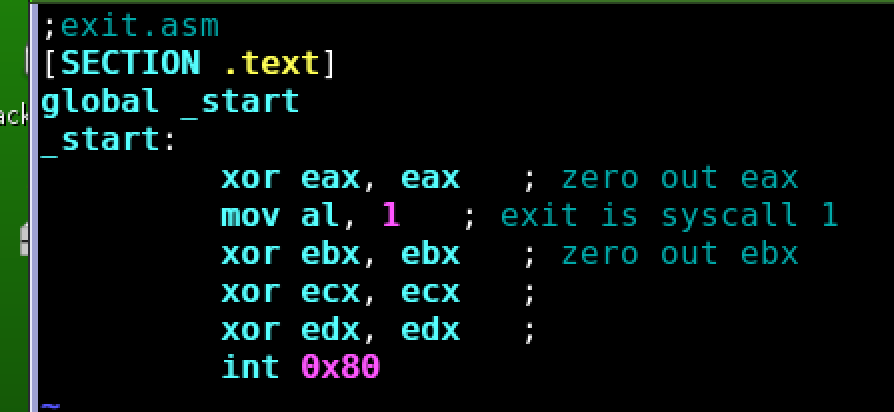 ;exit.asm
[SECTION .text]
global _start
_start:
xor eax, eax   ; zero out eax
ack
mov al, 1   ; exit is syscall 1
xor ebx, ebx   ; zero out ebx
xor ecx, ecx   ;
xor edx, edx   ;
int 0x80
~